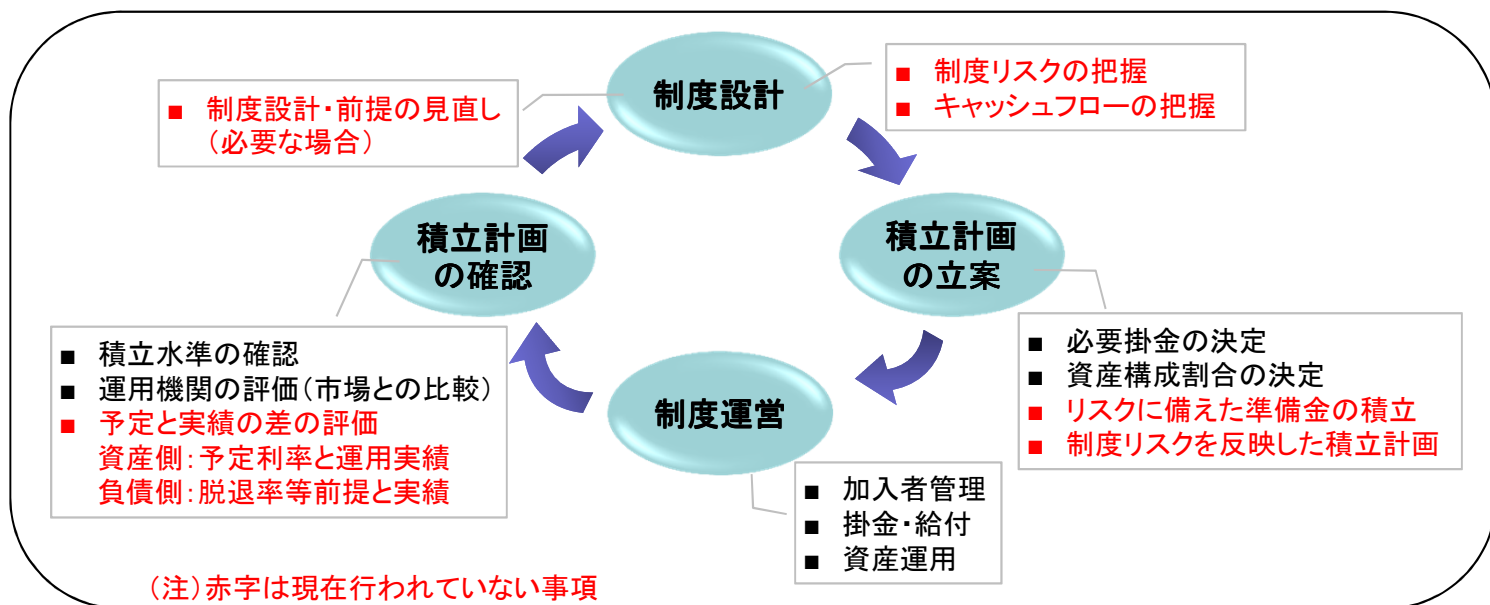 制度設計
■ 制度リスクの把握
■ キャッシュフローの把握
■ 制度設計・前提の見直し
（必要な場合）
積立計画
の立案
■ 必要掛金の決定
■ 資産構成割合の決定
■ リスクに備えた準備金の積立
■ 制度リスクを反映した積立計画
制度運営
■ 加入者管理
■ 掛金・給付
■ 資産運用
積立計画
の確認
■ 積立水準の確認
■ 運用機関の評価（市場との比較）
■ 予定と実績の差の評価
資産側：予定利率と運用実績
負債側：脱退率等前提と実績
（注）赤字は現在行われていない事項